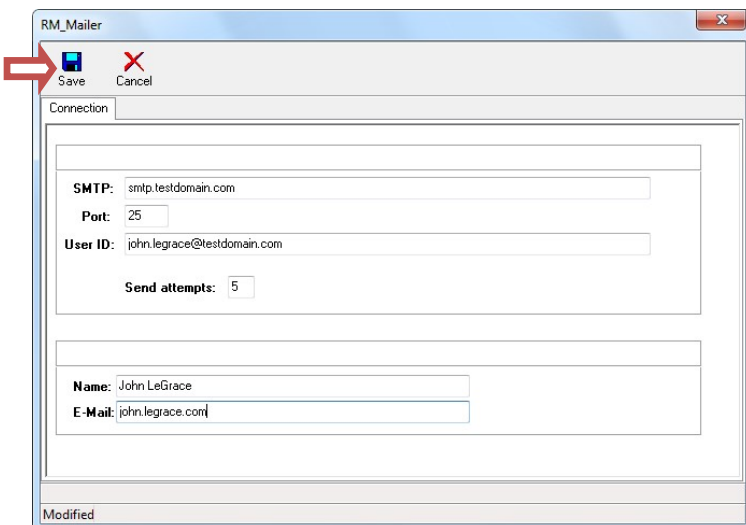 RM_Mailer
Save Cancel
Connection
SMTP: smtp.testdomain.com
Port: 25
User ID: john.legrace@testdomain.com
Send attempts: 5
Name: John LeGrace
E-Mail: john.legrace.com
Modified